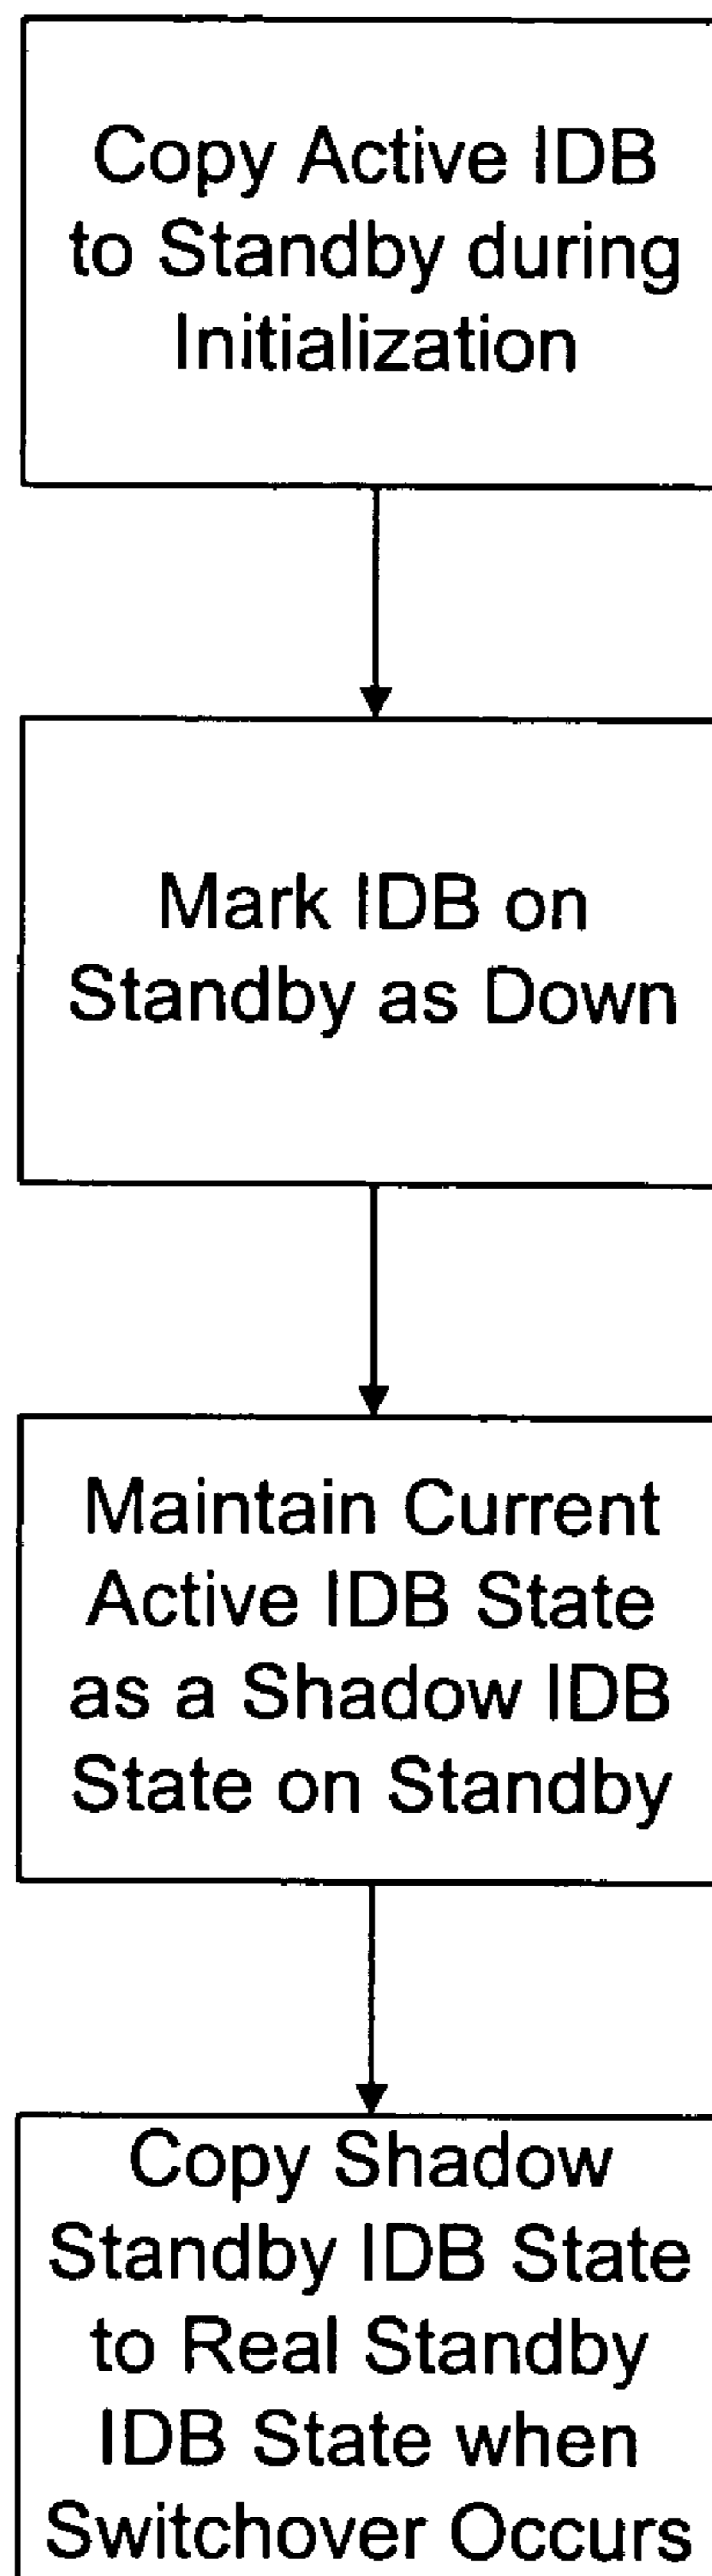 Copy Active IDB
to Standby during
Initialization
Mark IDB on
Standby as Down
Maintain Current
Active IDB State
as a Shadow IDB
State on Standby
Copy Shadow
Standby IDB State
to Real Standby
IDB State when
Switchover Occurs